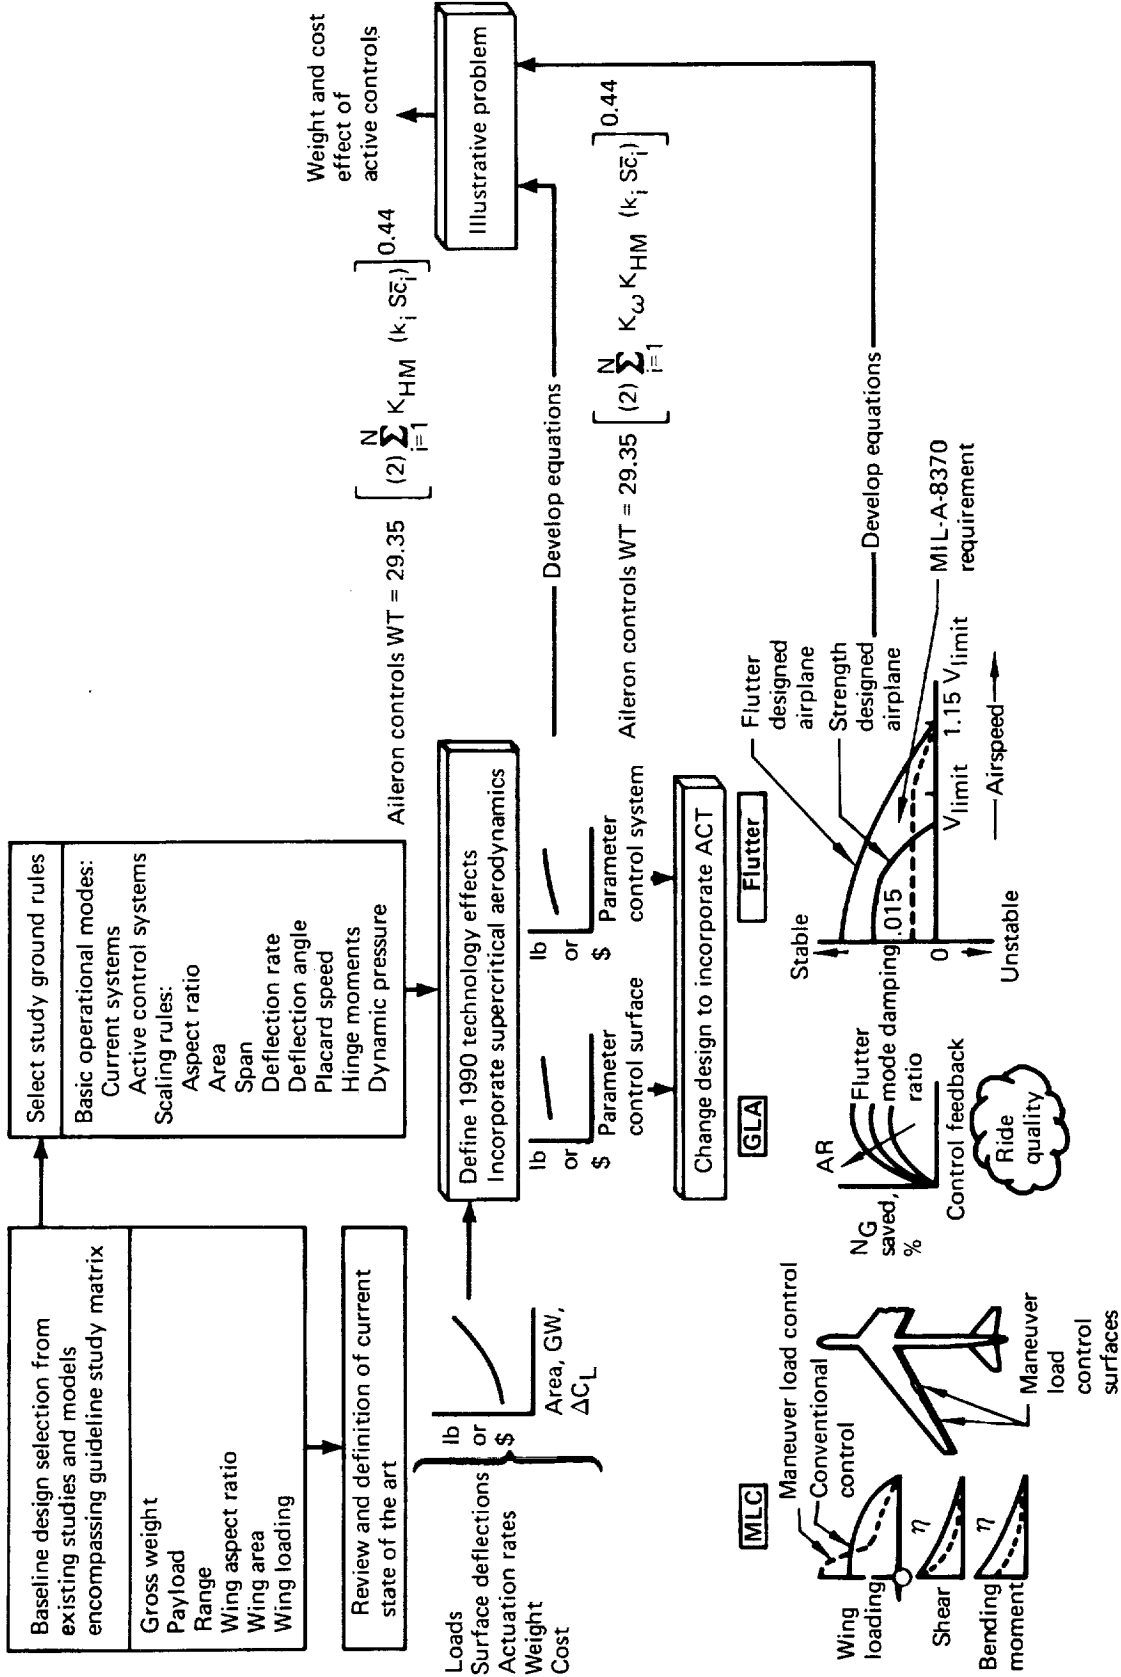 Baseline design selection from
existing studies and models
encompassing guideline study matrix
Gross weight
Payload
Range
Wing aspect ratio
Wing area
Wing loading
Select study ground rules
Basic operational modes:
Current systems
Active control systems
Scaling rules:
Aspect ratio
Area
Span
Deflection rate
Deflection angle
Placard speed
Hinge moments
Dynamic pressure
Review and definition of current
state of the art
Loads
Surface deflections
Actuation rates
Weight
Cost
lb
or
$
Area, GW,
ΔC_L
Define 1990 technology effects
Incorporate supercritical aerodynamics
lb
or
$
Parameter
control surface
lb
or
$
Parameter
control system
Aileron controls WT = 29.35 [(2) Σ_{i=1}^{N} K_HM (k_i Sc̄_i)]^0.44
Develop equations
Weight and cost
effect of
active controls
Illustrative problem
Aileron controls WT = 29.35 [(2) Σ_{i=1}^{N} K_ω K_HM (k_i Sc̄_i)]^0.44
Change design to incorporate ACT
MLC
Maneuver load control
Conventional
control
Wing
loading
Shear
η
Bending
moment
η
Maneuver
load
control
surfaces
GLA
N_G
saved,
%
AR
Flutter
mode damping
ratio
Control feedback
Ride
quality
Flutter
Stable
.015
0
Unstable
Flutter
designed
airplane
Strength
designed
airplane
V_limit
1.15 V_limit
Airspeed
MIL-A-8370
requirement
Develop equations